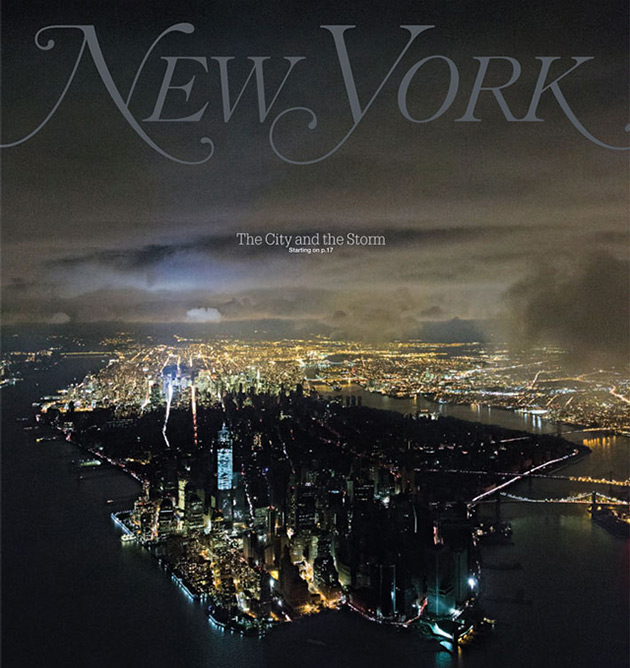 NEW YORK
The City and the Storm
Starting on p.17